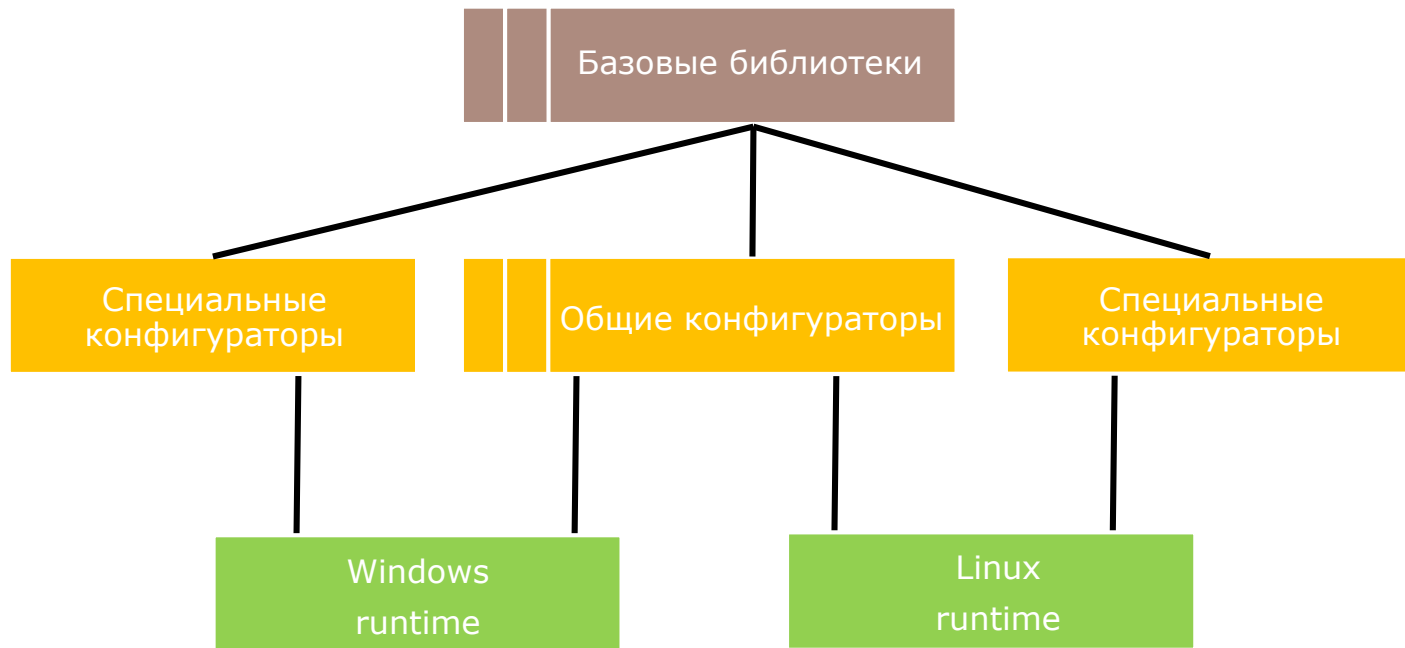 Базовые библиотеки
Специальные
конфигураторы
Общие конфигураторы
Специальные
конфигураторы
Windows
runtime
Linux
runtime